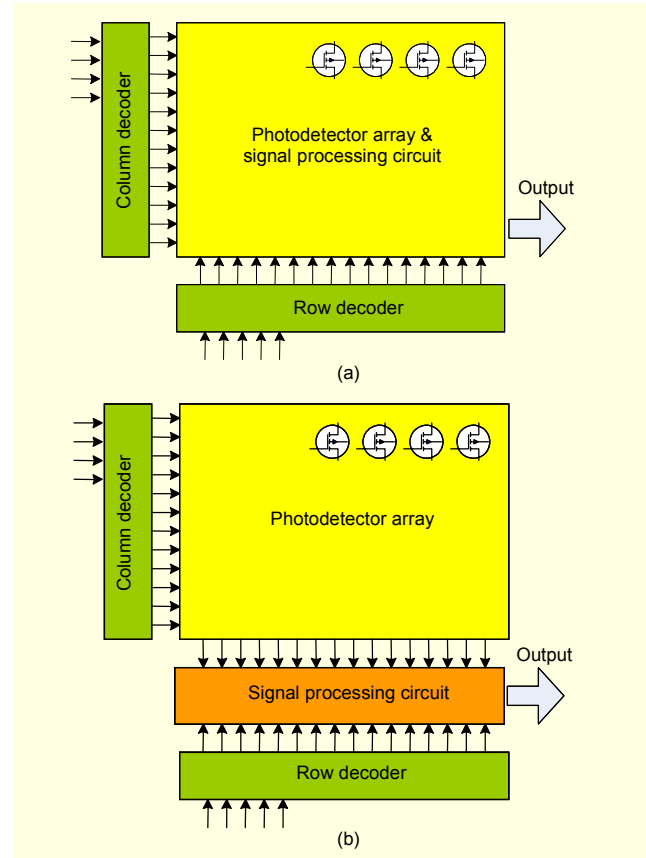 Column decoder
Photodetector array &
signal processing circuit
Output
Row decoder
(a)
Column decoder
Photodetector array
Output
Signal processing circuit
Row decoder
(b)